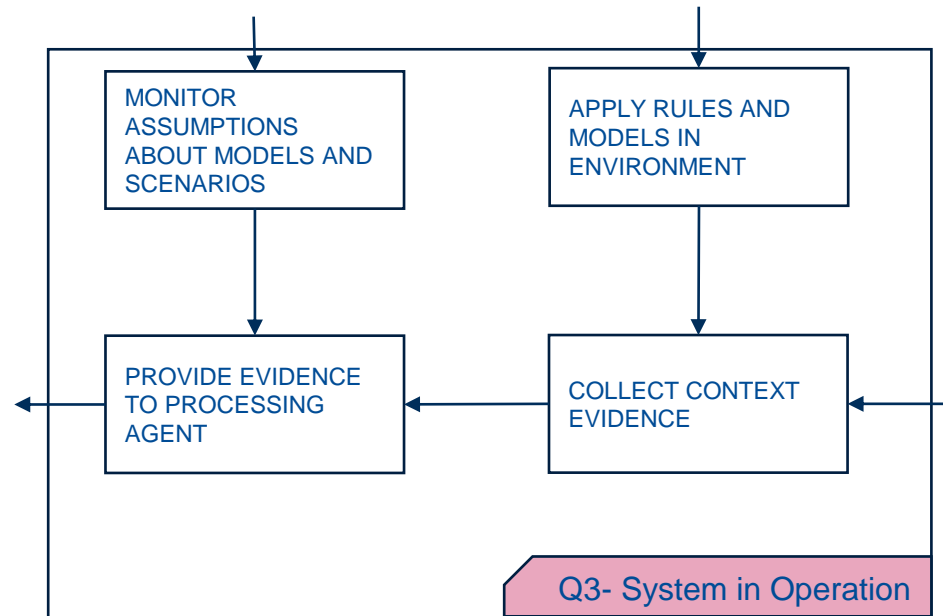 MONITOR
ASSUMPTIONS
ABOUT MODELS AND
SCENARIOS
APPLY RULES AND
MODELS IN
ENVIRONMENT
PROVIDE EVIDENCE
TO PROCESSING
AGENT
COLLECT CONTEXT
EVIDENCE
Q3- System in Operation